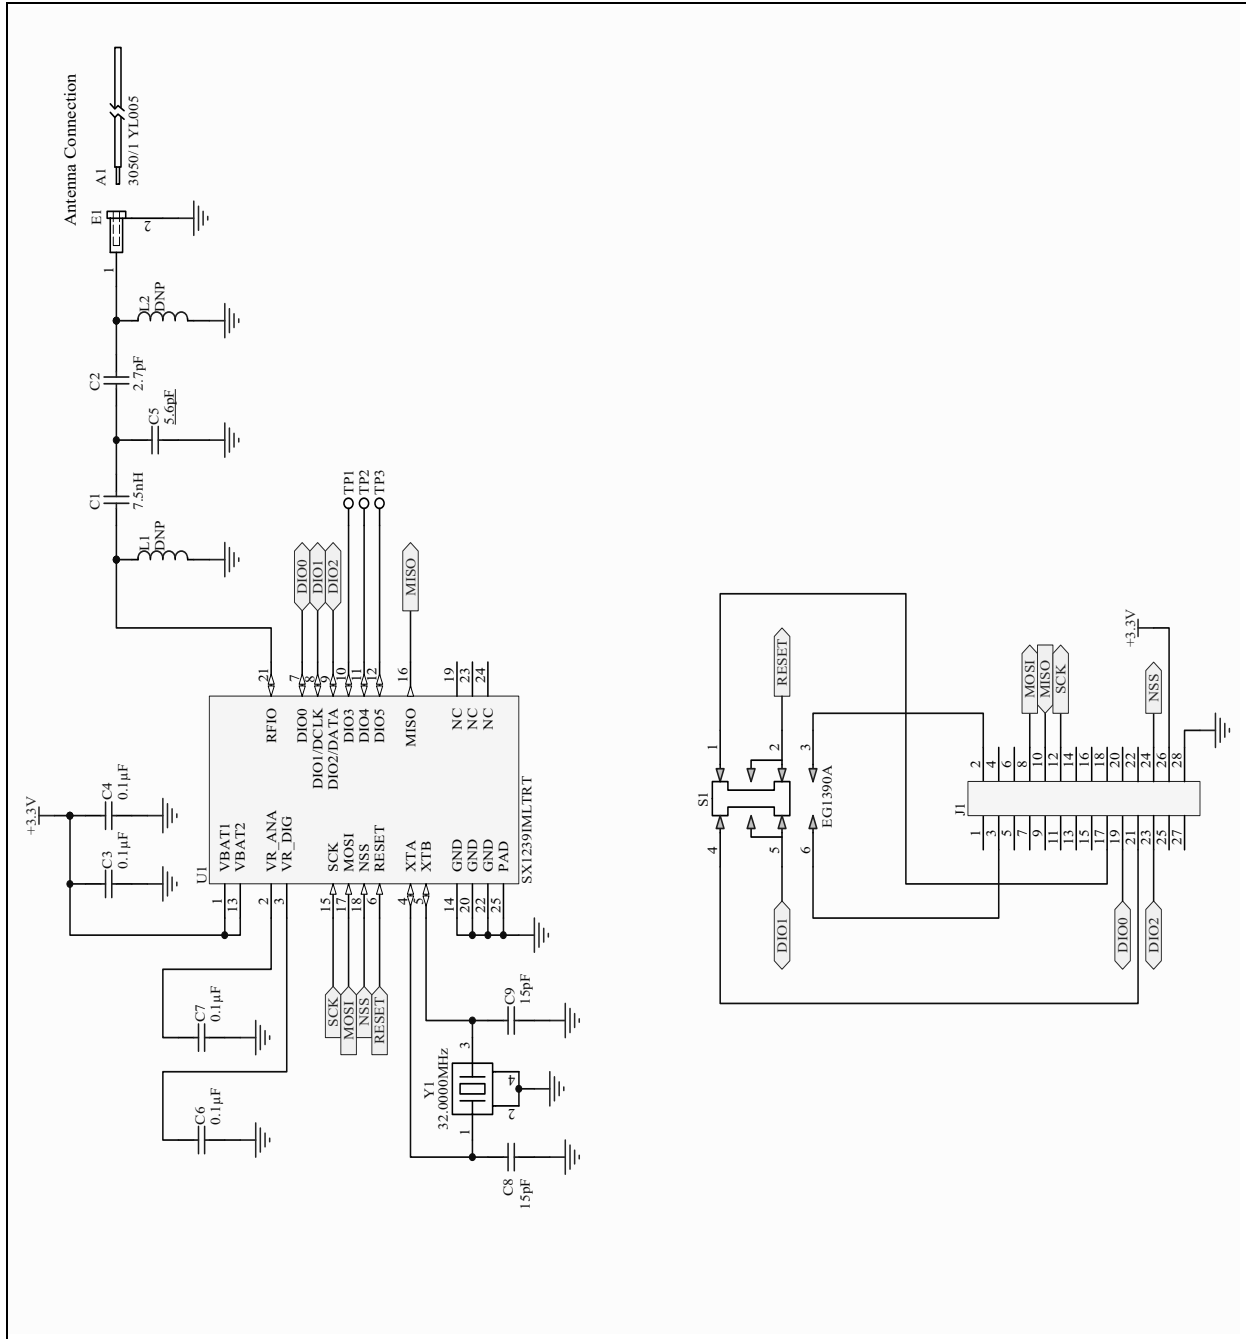 Antenna Connection
A1
3050/1 YL005
E1
1
2
L2
DNP
C2
2.7pF
C5
5.6pF
C1
7.5nH
L1
DNP
+3.3V
C4
0.1µF
C3
0.1µF
U1
VBAT1
VBAT2
VR_ANA
VR_DIG
SCK
MOSI
NSS
RESET
XTA
XTB
GND
GND
GND
PAD
RFIO
DIO0
DIO1/DCLK
DIO2/DATA
DIO3
DIO4
DIO5
MISO
NC
NC
NC
SX1239IMLTRT
1
13
2
3
15
17
18
6
4
5
14
20
22
25
21
7
8
9
10
11
12
16
19
23
24
DIO0
DIO1
DIO2
TP1
TP2
TP3
MISO
C7
0.1µF
C6
0.1µF
SCK
MOSI
NSS
RESET
C9
15pF
Y1
32.0000MHz
1
3
2
4
C8
15pF
S1
EG1390A
1
2
3
4
5
6
RESET
DIO1
J1
1
3
5
7
9
11
13
15
17
19
21
23
25
27
2
4
6
8
10
12
14
16
18
20
22
24
26
28
MOSI
MISO
SCK
NSS
+3.3V
DIO0
DIO2